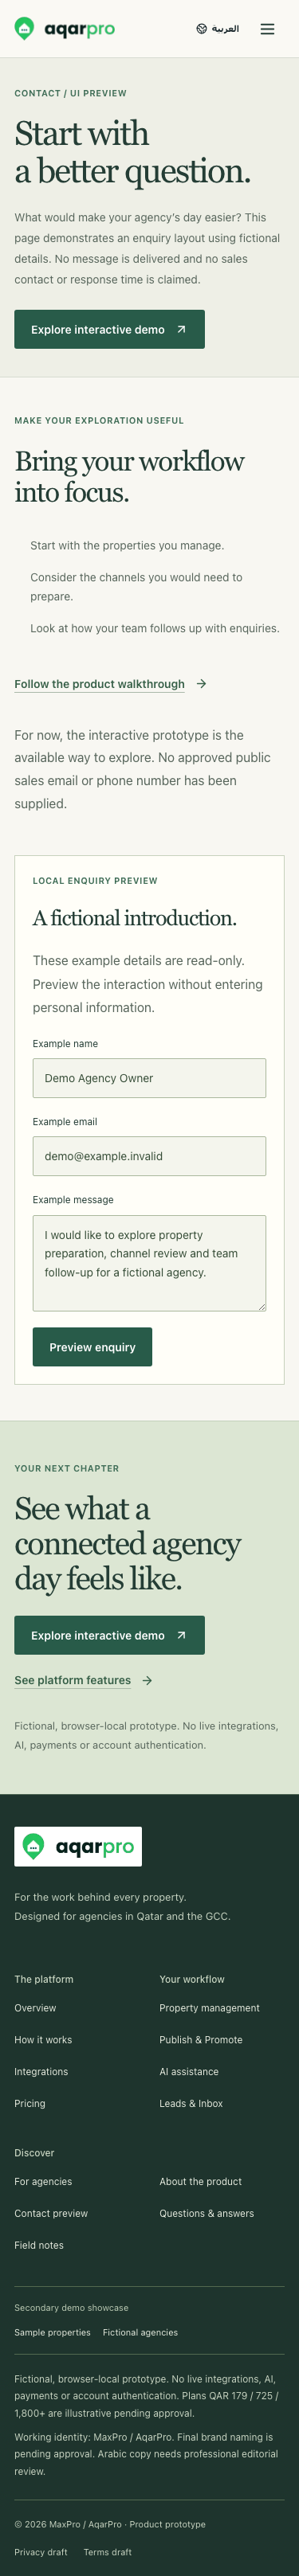 aqarpro
العربية
CONTACT / UI PREVIEW
Start with
a better question.
What would make your agency's day easier? This
page demonstrates an enquiry layout using fictional
details. No message is delivered and no sales
contact or response time is claimed.
Explore interactive demo
MAKE YOUR EXPLORATION USEFUL
Bring your workflow
into focus.
Start with the properties you manage.
Consider the channels you would need to
prepare.
Look at how your team follows up with enquiries.
Follow the product walkthrough
For now, the interactive prototype is the
available way to explore. No approved public
sales email or phone number has been
supplied.
LOCAL ENQUIRY PREVIEW
A fictional introduction.
These example details are read-only.
Preview the interaction without entering
personal information.
Example name
Demo Agency Owner
Example email
demo@example.invalid
Example message
I would like to explore property
preparation, channel review and team
follow-up for a fictional agency.
Preview enquiry
YOUR NEXT CHAPTER
See what a
connected agency
day feels like.
Explore interactive demo
See platform features
Fictional, browser-local prototype. No live integrations,
AI, payments or account authentication.
aqarpro
For the work behind every property.
Designed for agencies in Qatar and the GCC.
The platform
Overview
How it works
Integrations
Pricing
Your workflow
Property management
Publish & Promote
AI assistance
Leads & Inbox
Discover
For agencies
About the product
Contact preview
Questions & answers
Field notes
Secondary demo showcase
Sample properties Fictional agencies
Fictional, browser-local prototype. No live integrations, AI,
payments or account authentication. Plans QAR 179 / 725 /
1,800+ are illustrative pending approval.
Working identity: MaxPro / AqarPro. Final brand naming is
pending approval. Arabic copy needs professional editorial
review.
© 2026 MaxPro / AqarPro · Product prototype
Privacy draft Terms draft